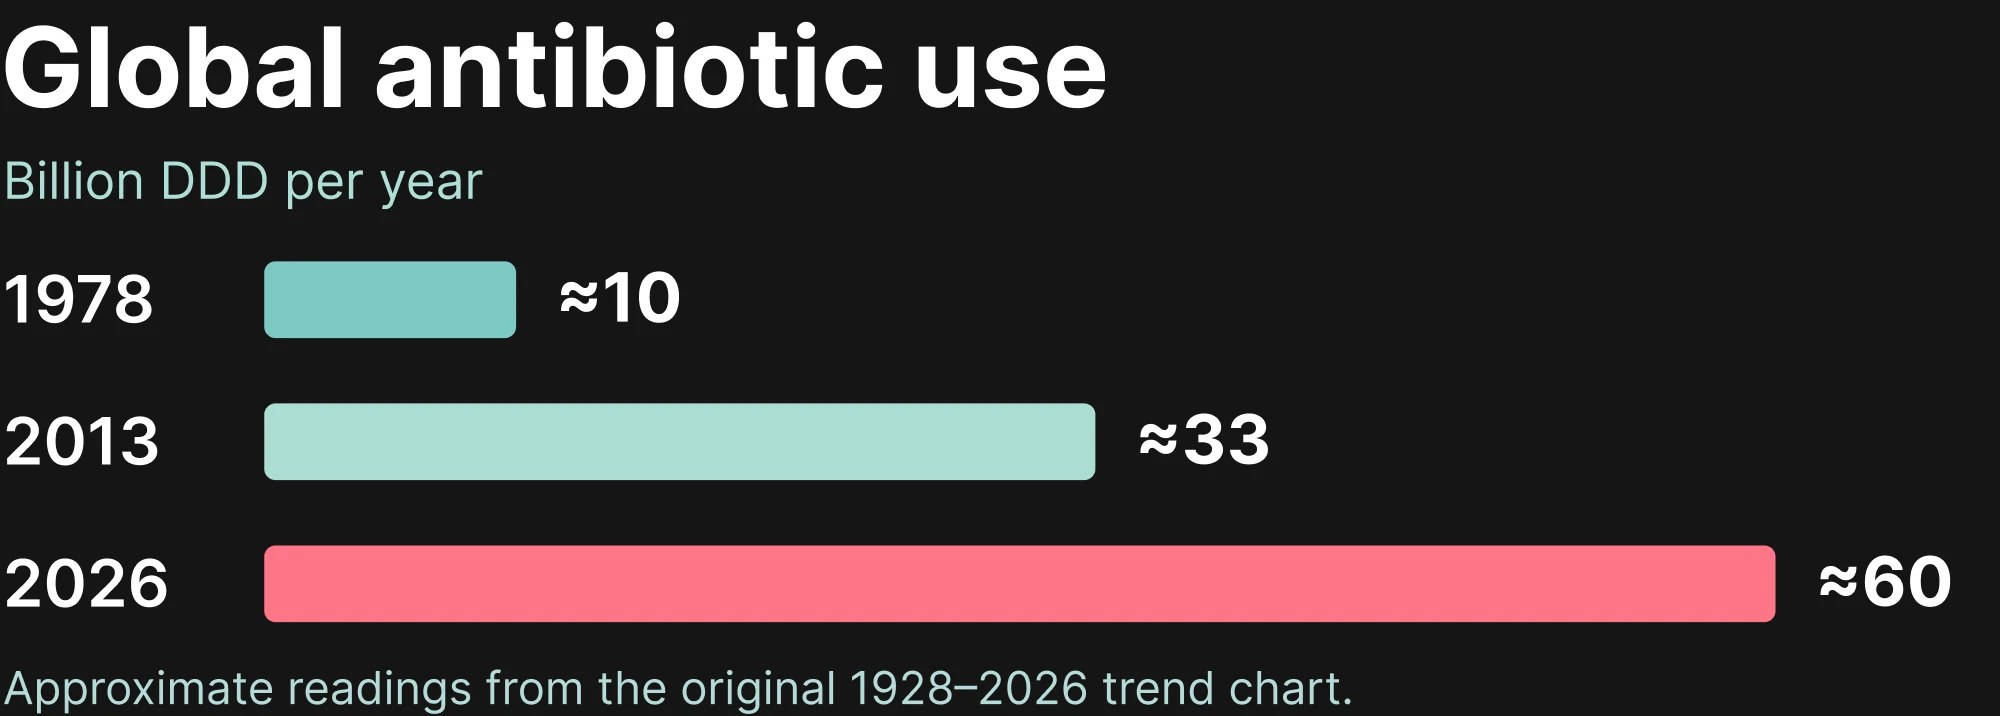 Global antibiotic use
Billion DDD per year
1978 ≈10
2013 ≈33
2026 ≈60
Approximate readings from the original 1928–2026 trend chart.